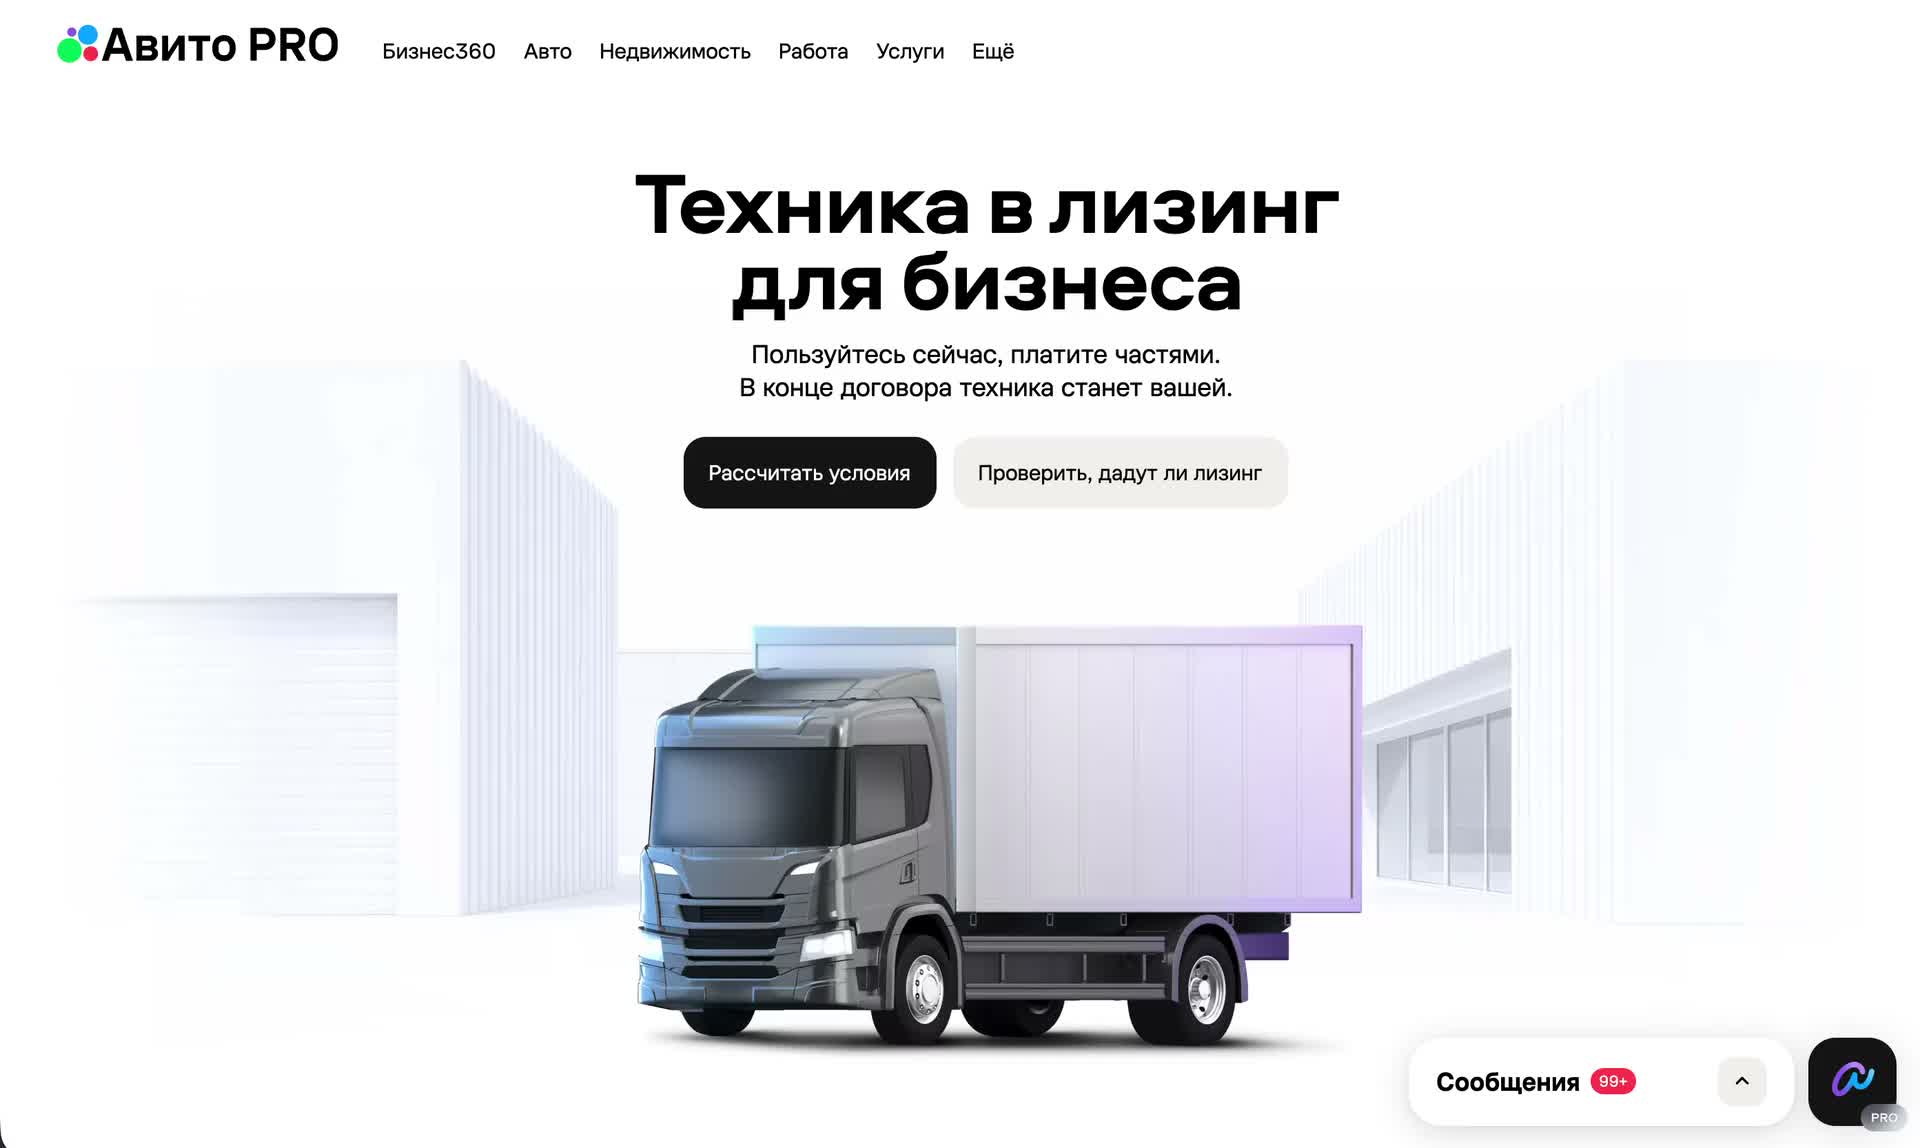 Авито PRO
Бизнес360 Авто Недвижимость Работа Услуги Ещё
Техника в лизинг
для бизнеса
Пользуйтесь сейчас, платите частями.
В конце договора техника станет вашей.
Рассчитать условия
Проверить, дадут ли лизинг
Сообщения 99+
PRO